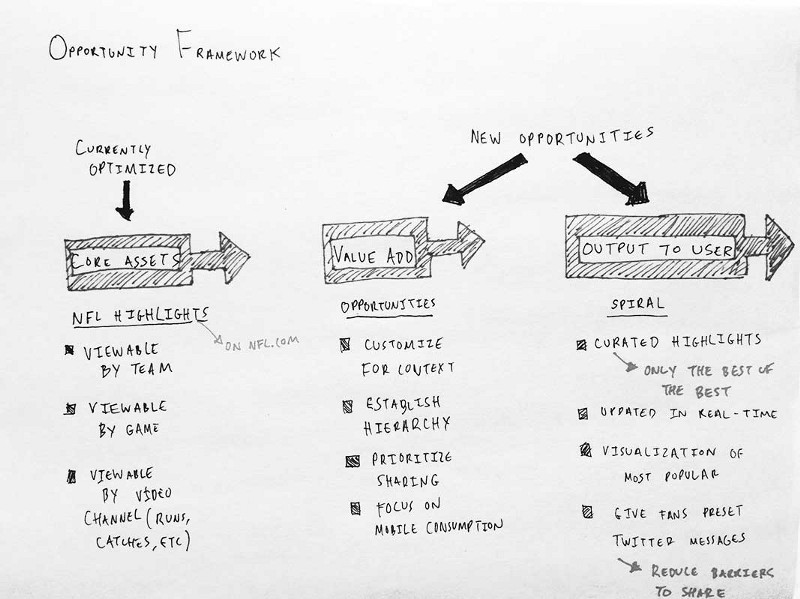 OPPORTUNITY FRAMEWORK
CURRENTLY
OPTIMIZED
NEW OPPORTUNITIES
CORE ASSETS
NFL HIGHLIGHTS
ON NFL.COM
VIEWABLE
BY TEAM
VIEWABLE
BY GAME
VIEWABLE
BY VIDEO
CHANNEL (RUNS,
CATCHES, ETC)
VALUE ADD
OPPORTUNITIES
CUSTOMIZE
FOR CONTEXT
ESTABLISH
HIERARCHY
PRIORITIZE
SHARING
FOCUS ON
MOBILE CONSUMPTION
OUTPUT TO USER
SPIRAL
CURATED HIGHLIGHTS
ONLY THE BEST OF
THE BEST
UPDATED IN REAL-TIME
VISUALIZATION OF
MOST POPULAR
GIVE FANS PRESET
TWITTER MESSAGES
REDUCE BARRIERS
TO SHARE